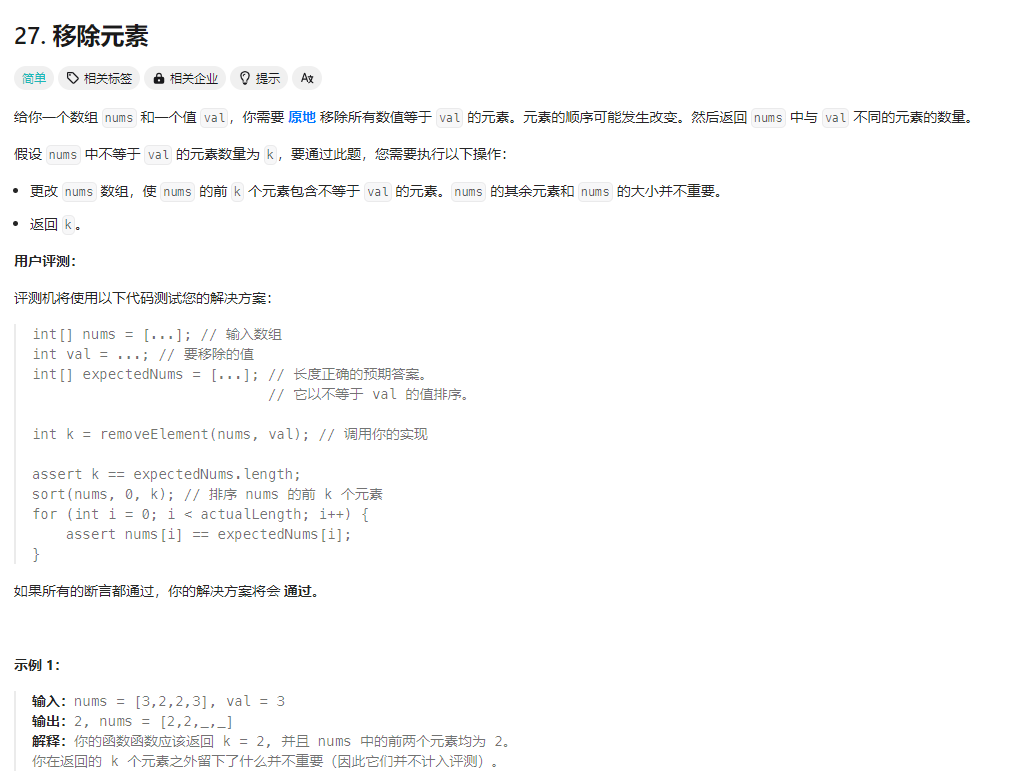 27. 移除元素
简单 相关标签 相关企业 提示 Aあ
给你一个数组 nums 和一个值 val，你需要 原地 移除所有数值等于 val 的元素。元素的顺序可能发生改变。然后返回 nums 中与 val 不同的元素的数量。
假设 nums 中不等于 val 的元素数量为 k，要通过此题，您需要执行以下操作：
• 更改 nums 数组，使 nums 的前 k 个元素包含不等于 val 的元素。nums 的其余元素和 nums 的大小并不重要。
• 返回 k。
用户评测：
评测机将使用以下代码测试您的解决方案：
int[] nums = [...]; // 输入数组
int val = ...; // 要移除的值
int[] expectedNums = [...]; // 长度正确的预期答案。
// 它以不等于 val 的值排序。
int k = removeElement(nums, val); // 调用你的实现
assert k == expectedNums.length;
sort(nums, 0, k); // 排序 nums 的前 k 个元素
for (int i = 0; i < actualLength; i++) {
    assert nums[i] == expectedNums[i];
}
如果所有的断言都通过，你的解决方案将会 通过。
示例 1：
输入：nums = [3,2,2,3], val = 3
输出：2, nums = [2,2,_,_]
解释：你的函数函数应该返回 k = 2, 并且 nums 中的前两个元素均为 2。
你在返回的 k 个元素之外留下了什么并不重要（因此它们并不计入评测）。